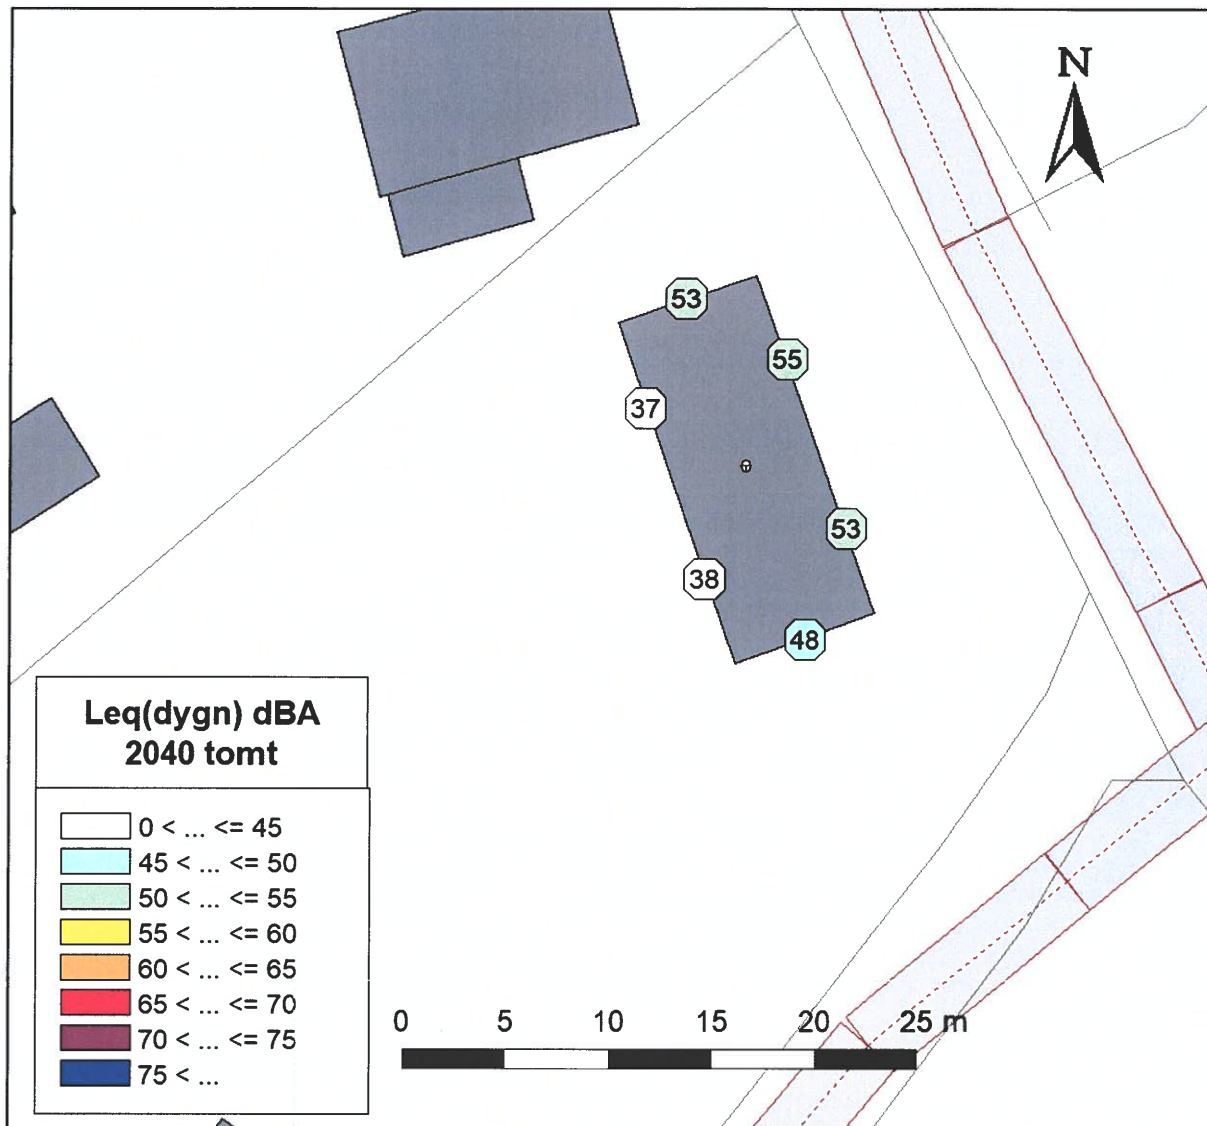 N
53
55
37
53
38
48
Leq(dygn) dBA
2040 tomt
0 < ... <= 45
45 < ... <= 50
50 < ... <= 55
55 < ... <= 60
60 < ... <= 65
65 < ... <= 70
70 < ... <= 75
75 < ...
0 5 10 15 20 25 m